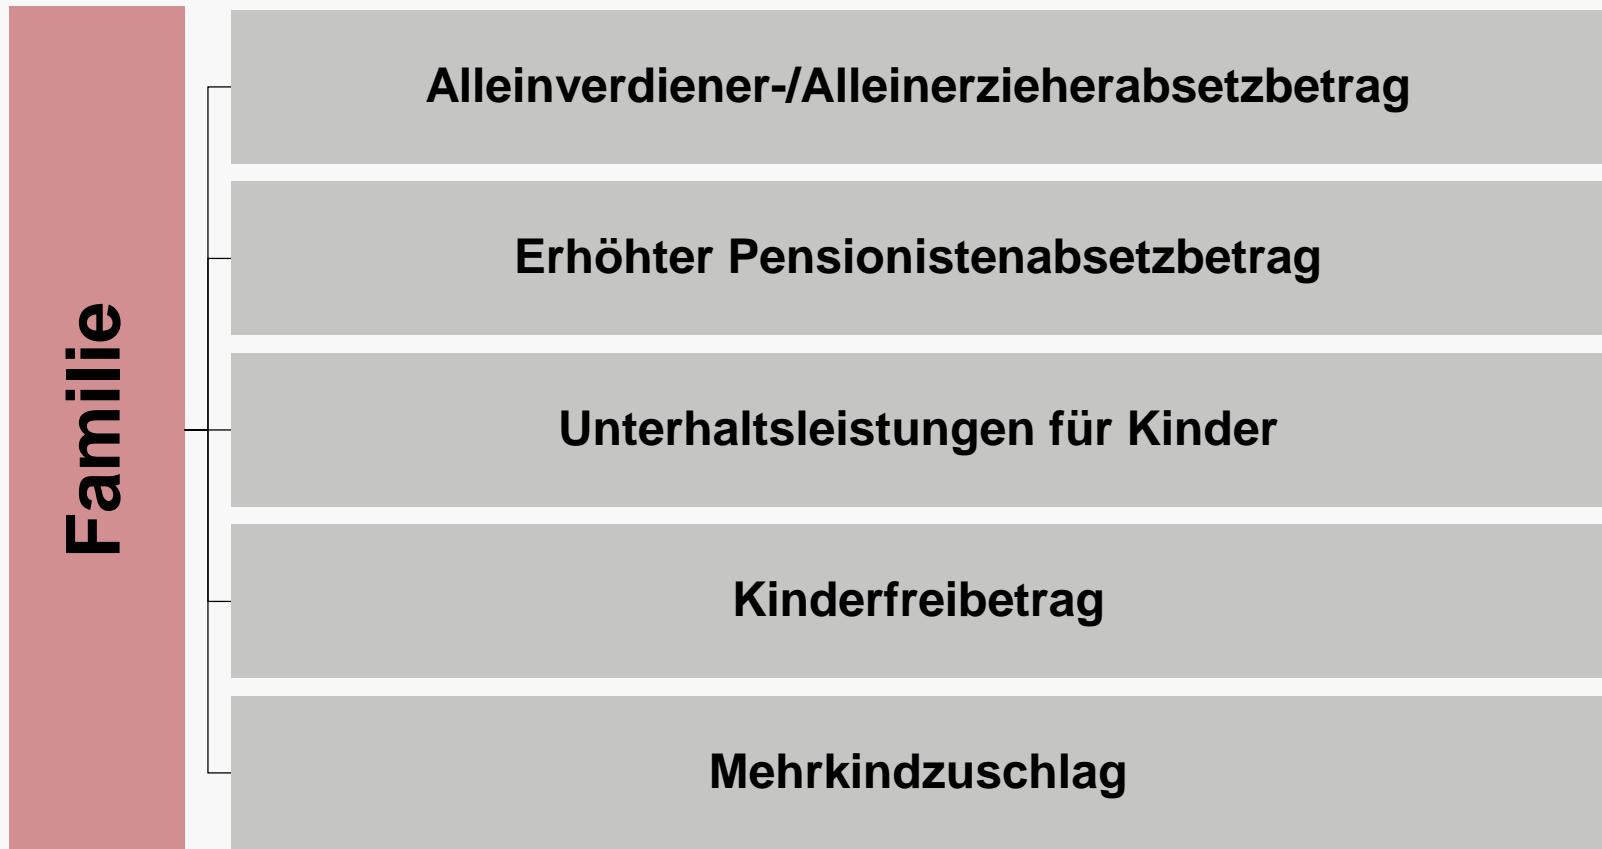 Familie
Alleinverdiener-/Alleinerzieherabsetzbetrag
Erhöhter Pensionistenabsetzbetrag
Unterhaltsleistungen für Kinder
Kinderfreibetrag
Mehrkindzuschlag